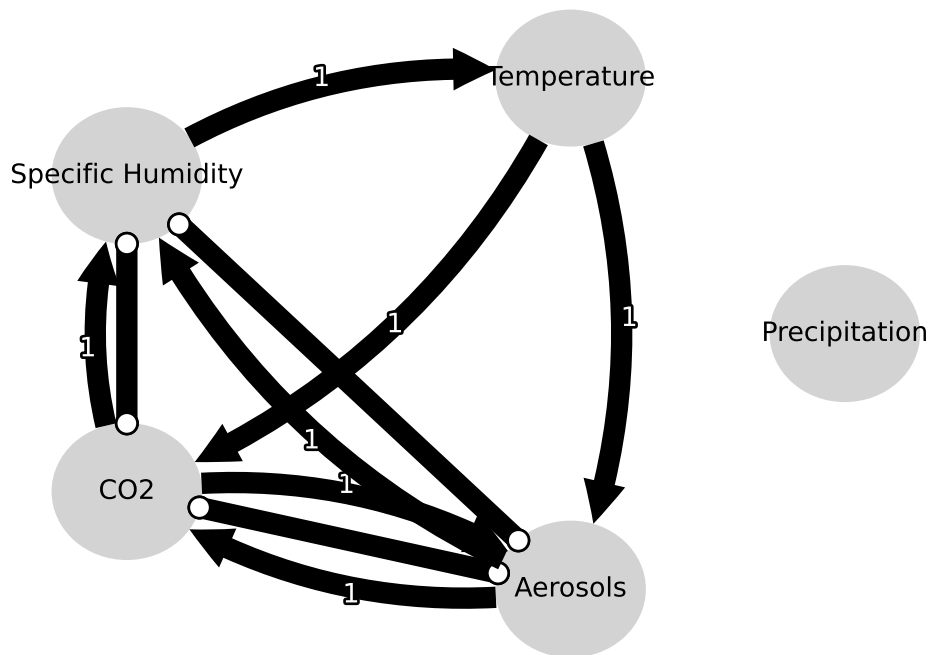 Temperature
1
Specific Humidity
1
1
Precipitation
1
1
1
CO2
Aerosols
1